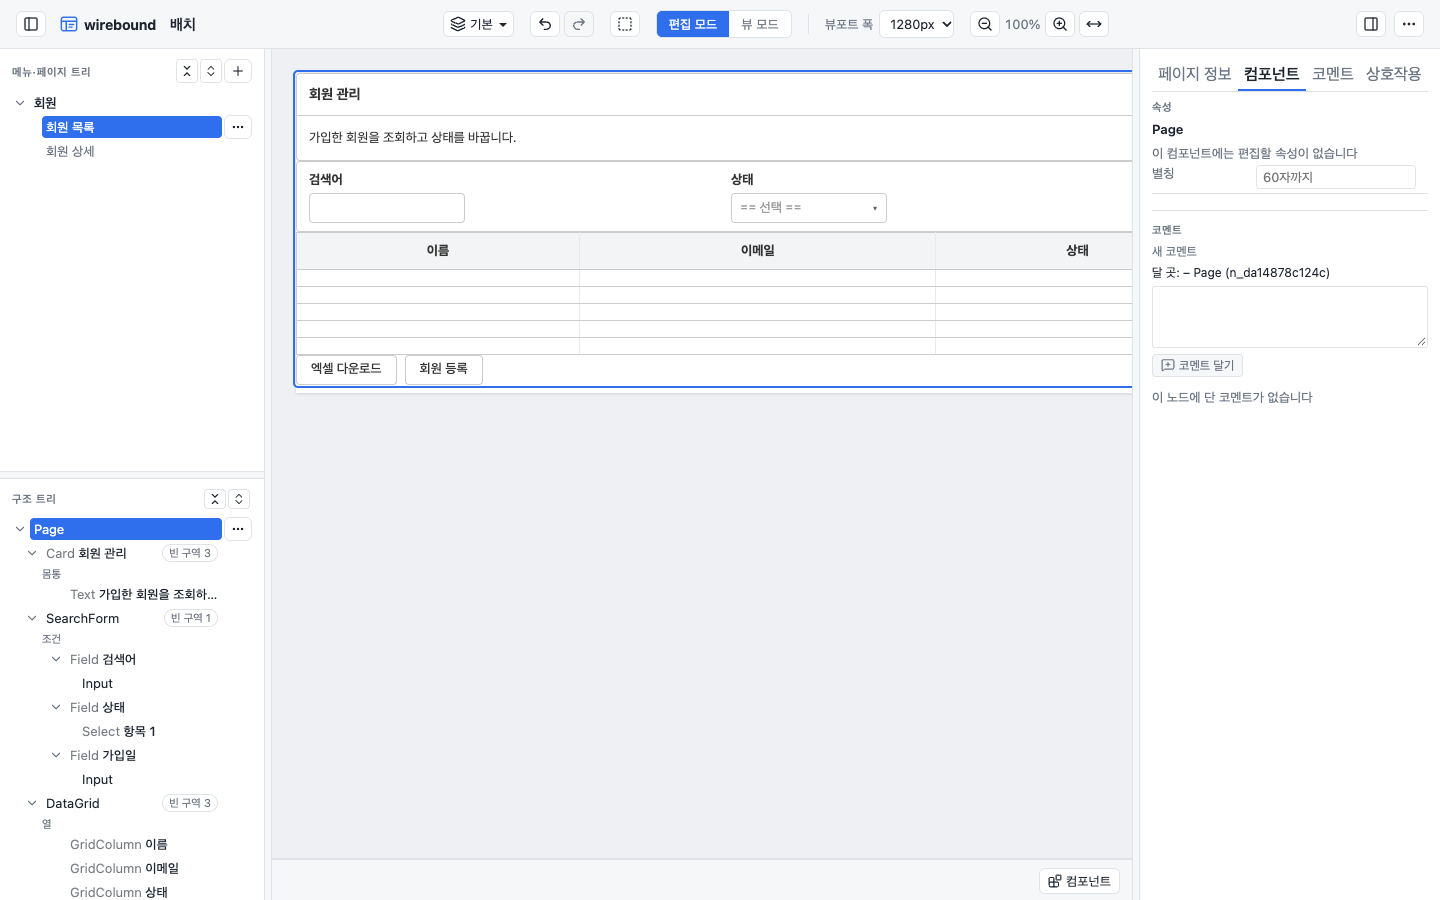 wirebound 배치
기본
편집 모드 뷰 모드
뷰포트 폭 1280px
100%
메뉴·페이지 트리
회원
회원 목록
회원 상세
구조 트리
Page
Card 회원 관리 빈 구역 3
몸통
Text 가입한 회원을 조회하...
SearchForm 빈 구역 1
조건
Field 검색어
Input
Field 상태
Select 항목 1
Field 가입일
Input
DataGrid 빈 구역 3
열
GridColumn 이름
GridColumn 이메일
GridColumn 상태
회원 관리
가입한 회원을 조회하고 상태를 바꿉니다.
검색어 상태
== 선택 ==
이름 이메일 상태
엑셀 다운로드 회원 등록
컴포넌트
페이지 정보 컴포넌트 코멘트 상호작용
속성
Page
이 컴포넌트에는 편집할 속성이 없습니다
별칭 60자까지
코멘트
새 코멘트
달 곳: – Page (n_da14878c124c)
코멘트 달기
이 노드에 단 코멘트가 없습니다